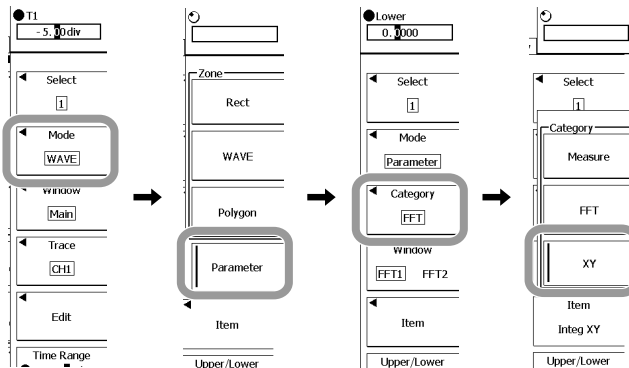 T1
-5.00div
Select
1
Mode
WAVE
Window
Main
Trace
CH1
Edit
Time Range
Zone
Rect
WAVE
Polygon
Parameter
Item
Upper/Lower
Lower
0.0000
Select
1
Mode
Parameter
Category
FFT
Window
FFT1 FFT2
Item
Upper/Lower
Select
1
Category
Measure
FFT
XY
Item
Integ XY
Upper/Lower